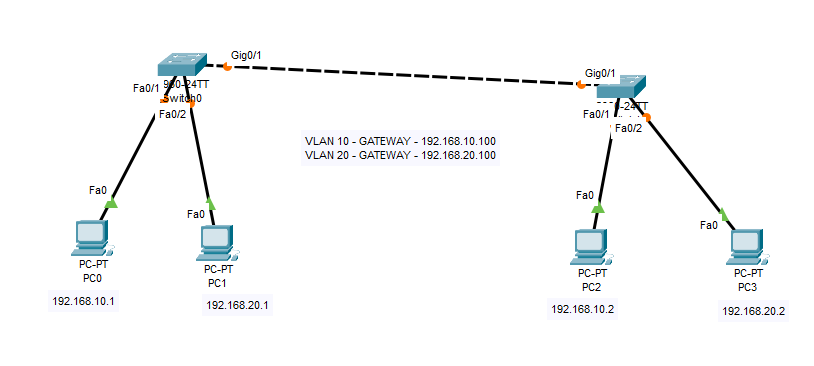 Gig0/1
Gig0/1
Fa0/1
Switch0
Fa0/2
-24TT
Fa0/1
Fa0/2
VLAN 10 - GATEWAY - 192.168.10.100
VLAN 20 - GATEWAY - 192.168.20.100
Fa0
Fa0
Fa0
Fa0
PC-PT
PC0
PC-PT
PC1
PC-PT
PC2
PC-PT
PC3
192.168.10.1
192.168.20.1
192.168.10.2
192.168.20.2